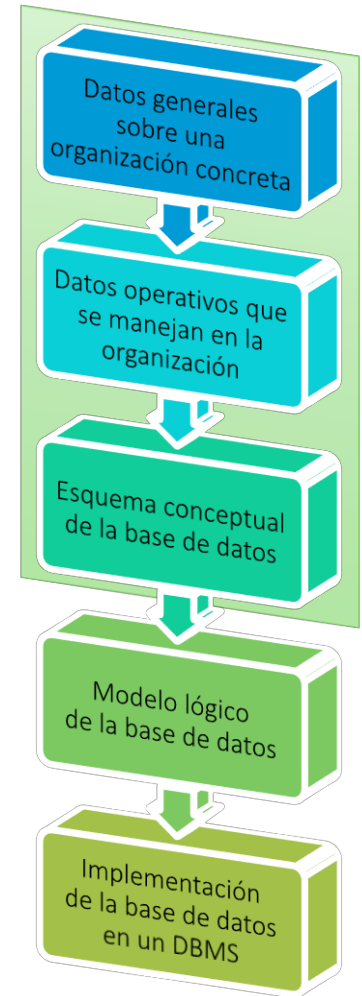 Datos generales
sobre una
organización concreta
Datos operativos que
se manejan en la
organización
Esquema conceptual
de la base de datos
Modelo lógico
de la base de datos
Implementación
de la base de datos
en un DBMS